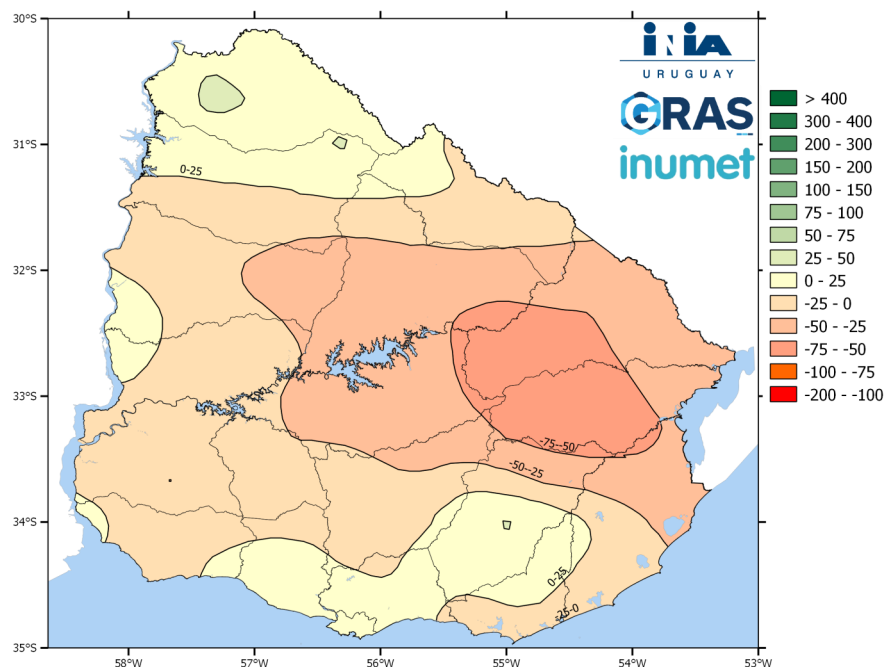 30°S
31°S
32°S
33°S
34°S
35°S
58°W
57°W
56°W
55°W
54°W
53°W
0-25
-75--50
-50--25
0-25
-25-0
iNiA
URUGUAY
GRAS
inumet
> 400
300 - 400
200 - 300
150 - 200
100 - 150
75 - 100
50 - 75
25 - 50
0 - 25
-25 - 0
-50 - -25
-75 - -50
-100 - -75
-200 - -100